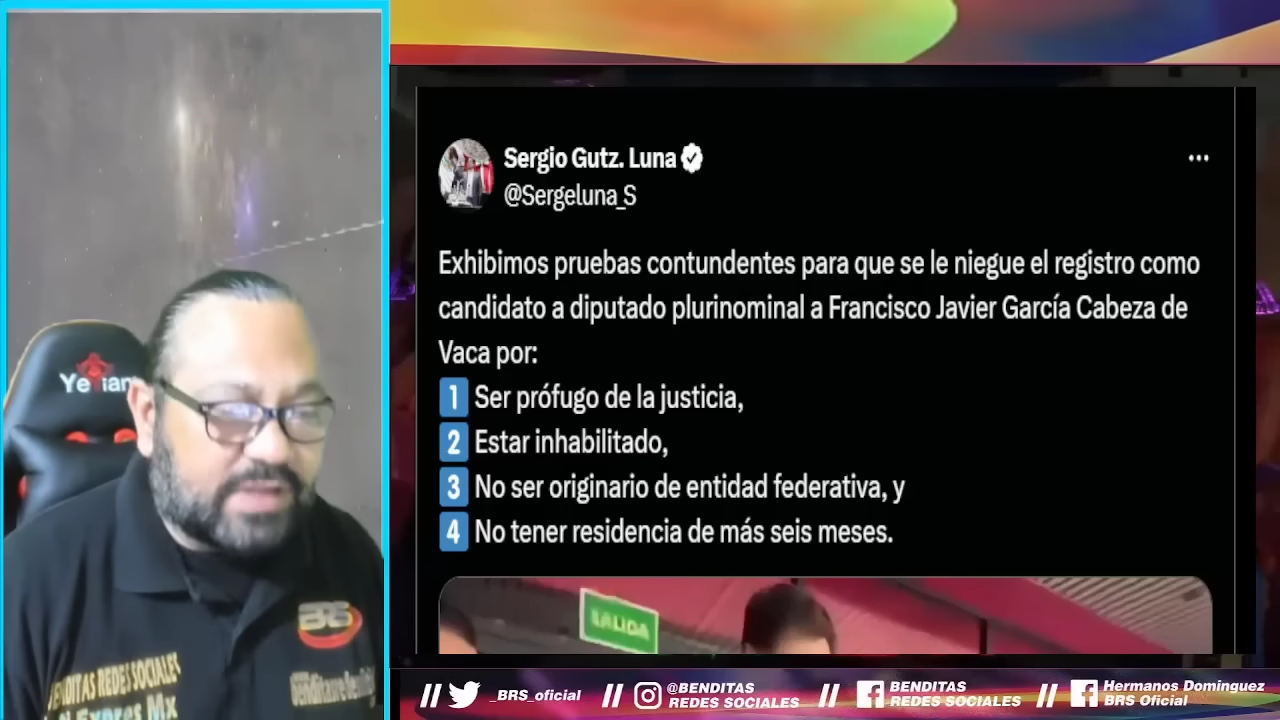 Sergio Gutz. Luna
@Sergeluna_S
Exhibimos pruebas contundentes para que se le niegue el registro como
candidato a diputado plurinominal a Francisco Javier García Cabeza de
Vaca por:
1 Ser prófugo de la justicia,
2 Estar inhabilitado,
3 No ser originario de entidad federativa, y
4 No tener residencia de más seis meses.
SALIDA
BRS
REDES SOCIALES
// _BRS_oficial // @BENDITAS REDES SOCIALES // BENDITAS REDES SOCIALES // Hermanos Dominguez BRS Oficial